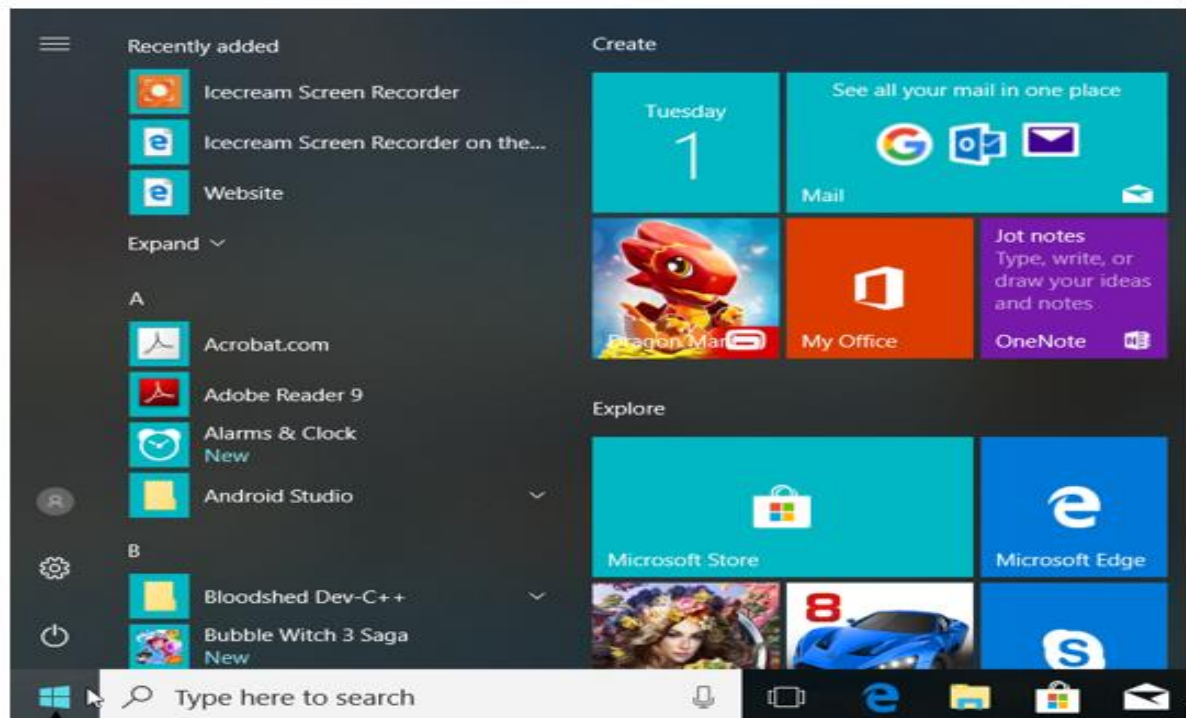 Recently added
Icecream Screen Recorder
Icecream Screen Recorder on the...
Website
Expand
A
Acrobat.com
Adobe Reader 9
Alarms & Clock
New
Android Studio
B
Bloodshed Dev-C++
Bubble Witch 3 Saga
New
Create
Tuesday
1
See all your mail in one place
Mail
Dragon Man
My Office
Jot notes
Type, write, or
draw your ideas
and notes
OneNote
Explore
Microsoft Store
Microsoft Edge
8
Type here to search